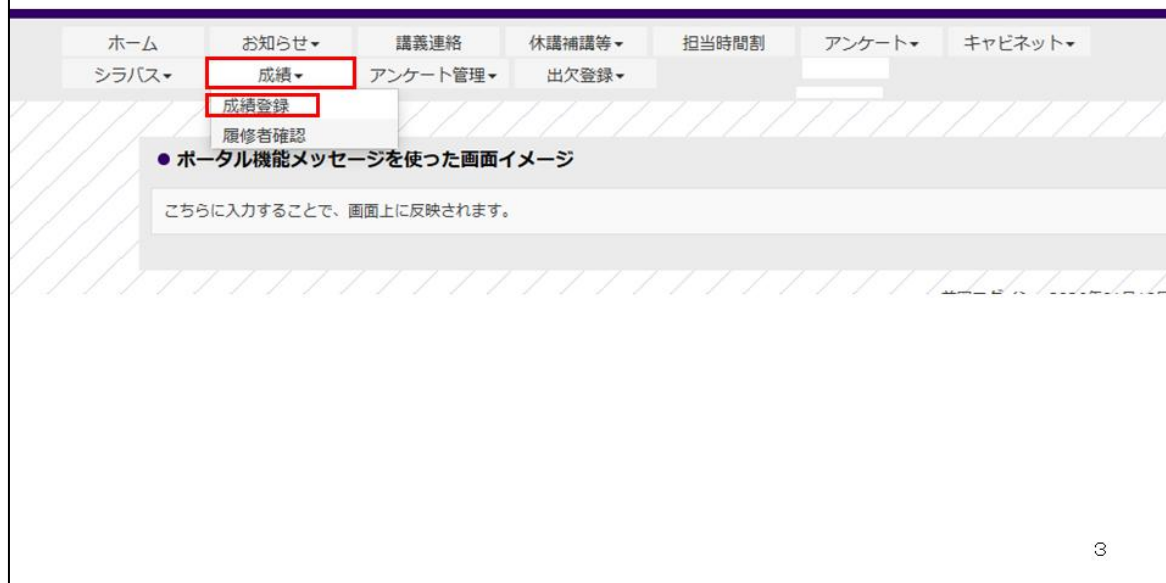 ホーム お知らせ▾ 講義連絡 休講補講等▾ 担当時間割 アンケート▾ キャビネット▾
シラバス▾ 成績▾ アンケート管理▾ 出欠登録▾
成績登録
履修者確認
● ポータル機能メッセージを使った画面イメージ
こちらに入力することで、画面上に反映されます。
3